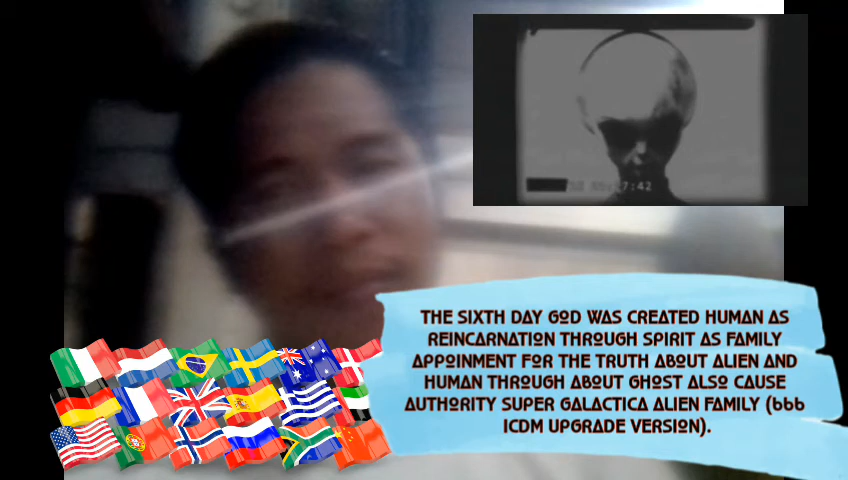 :42
THE SIXTH DAY GOD WAS CREATED HUMAN AS
REINCARNATION THROUGH SPIRIT AS FAMILY
APPOINMENT FOR THE TRUTH ABOUT ALIEN AND
HUMAN THROUGH ABOUT GHOST ALSO CAUSE
AUTHORITY SUPER GALACTICA ALIEN FAMILY (666
ICDM UPGRADE VERSION).